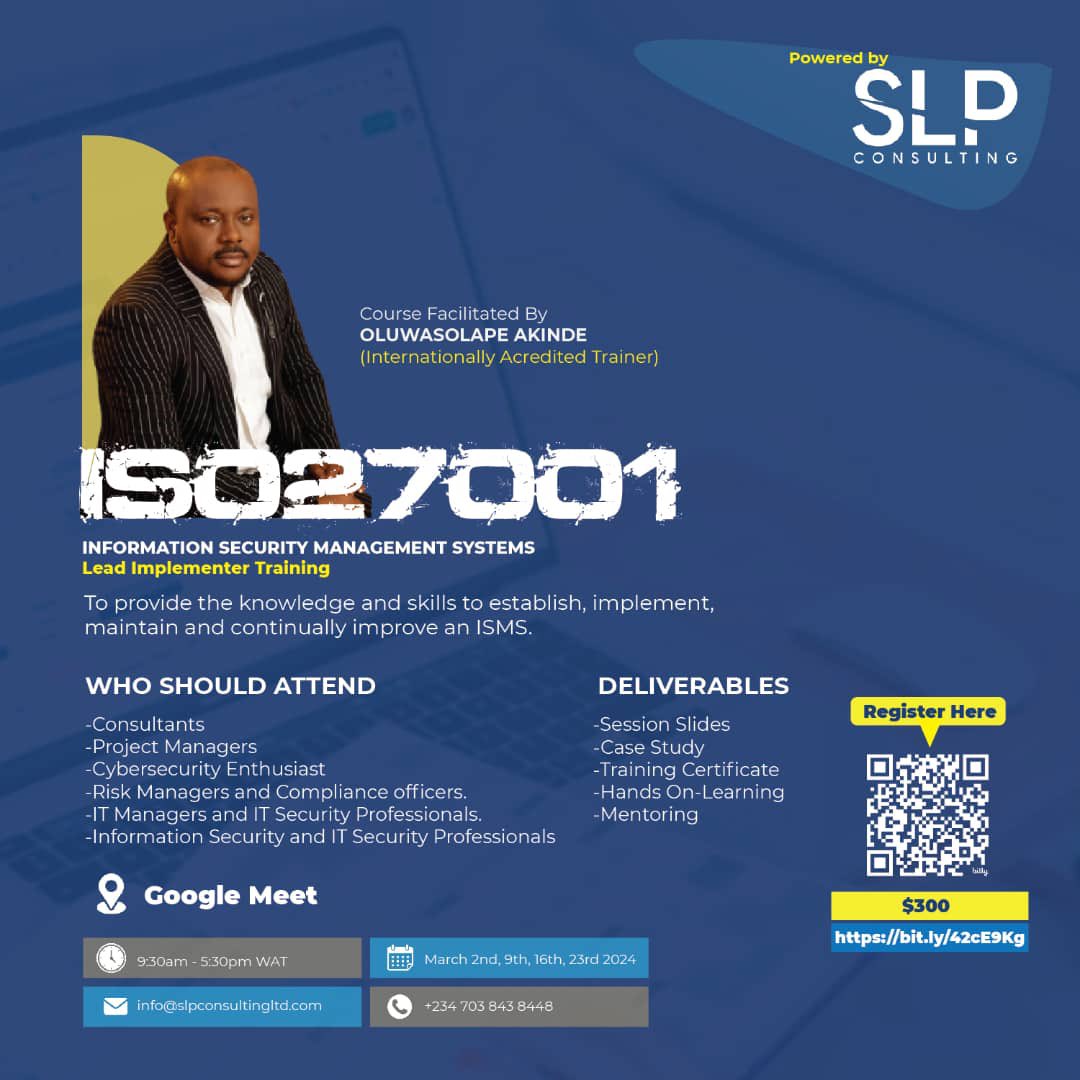 Powered by
SLP
CONSULTING
Course Facilitated By
OLUWASOLAPE AKINDE
(Internationally Acredited Trainer)
ISO27001
INFORMATION SECURITY MANAGEMENT SYSTEMS
Lead Implementer Training
To provide the knowledge and skills to establish, implement,
maintain and continually improve an ISMS.
WHO SHOULD ATTEND
-Consultants
-Project Managers
-Cybersecurity Enthusiast
-Risk Managers and Compliance officers.
-IT Managers and IT Security Professionals.
-Information Security and IT Security Professionals
DELIVERABLES
-Session Slides
-Case Study
-Training Certificate
-Hands On-Learning
-Mentoring
Register Here
bitly
$300
https://bit.ly/42cE9Kg
Google Meet
9:30am - 5:30pm WAT
March 2nd, 9th, 16th, 23rd 2024
info@slpconsultingltd.com
+234 703 843 8448